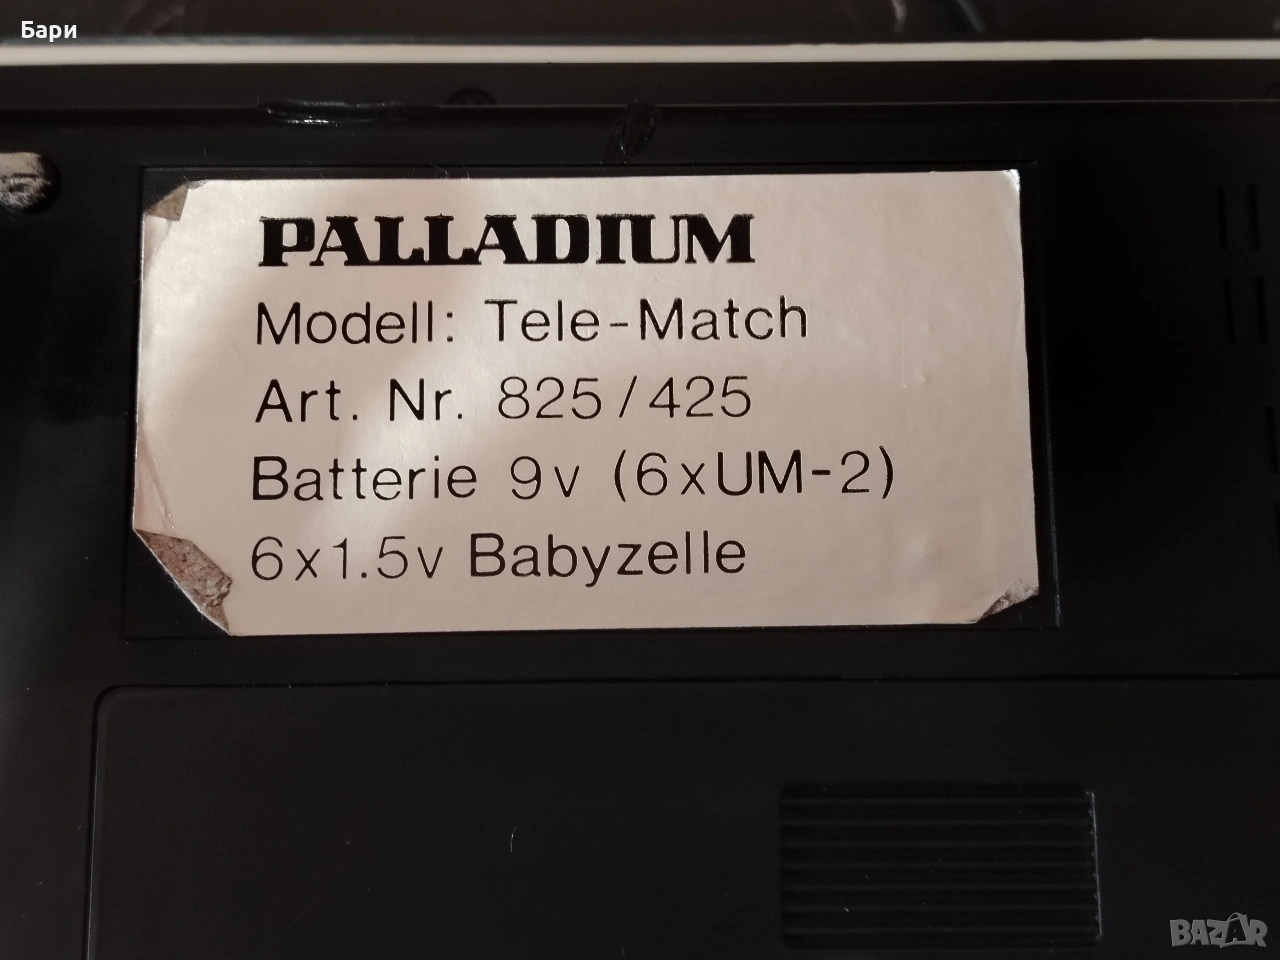 Бари
PALLADIUM
Modell: Tele-Match
Art. Nr. 825/425
Batterie 9v (6xUM-2)
6x1.5v Babyzelle
BAZAR